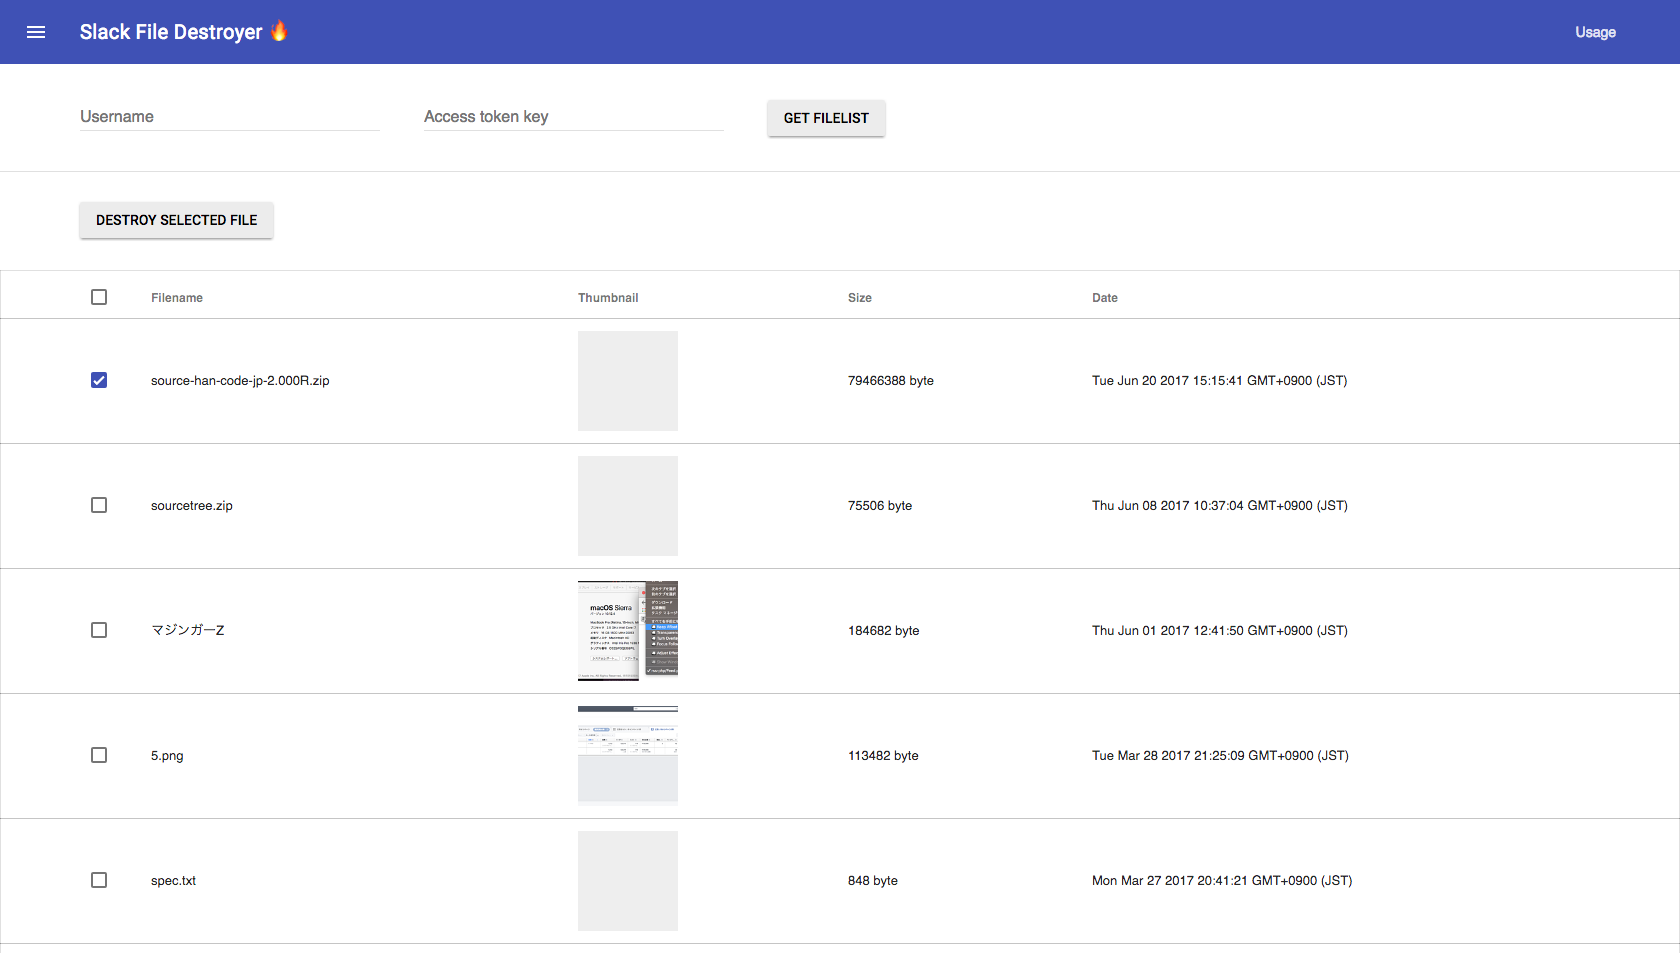 Slack File Destroyer 🔥
Usage
Username
Access token key
GET FILELIST
DESTROY SELECTED FILE
Filename Thumbnail Size Date
source-han-code-jp-2.000R.zip 79466388 byte Tue Jun 20 2017 15:15:41 GMT+0900 (JST)
sourcetree.zip 75506 byte Thu Jun 08 2017 10:37:04 GMT+0900 (JST)
macOS Sierra
マジンガーZ 184682 byte Thu Jun 01 2017 12:41:50 GMT+0900 (JST)
5.png 113482 byte Tue Mar 28 2017 21:25:09 GMT+0900 (JST)
spec.txt 848 byte Mon Mar 27 2017 20:41:21 GMT+0900 (JST)